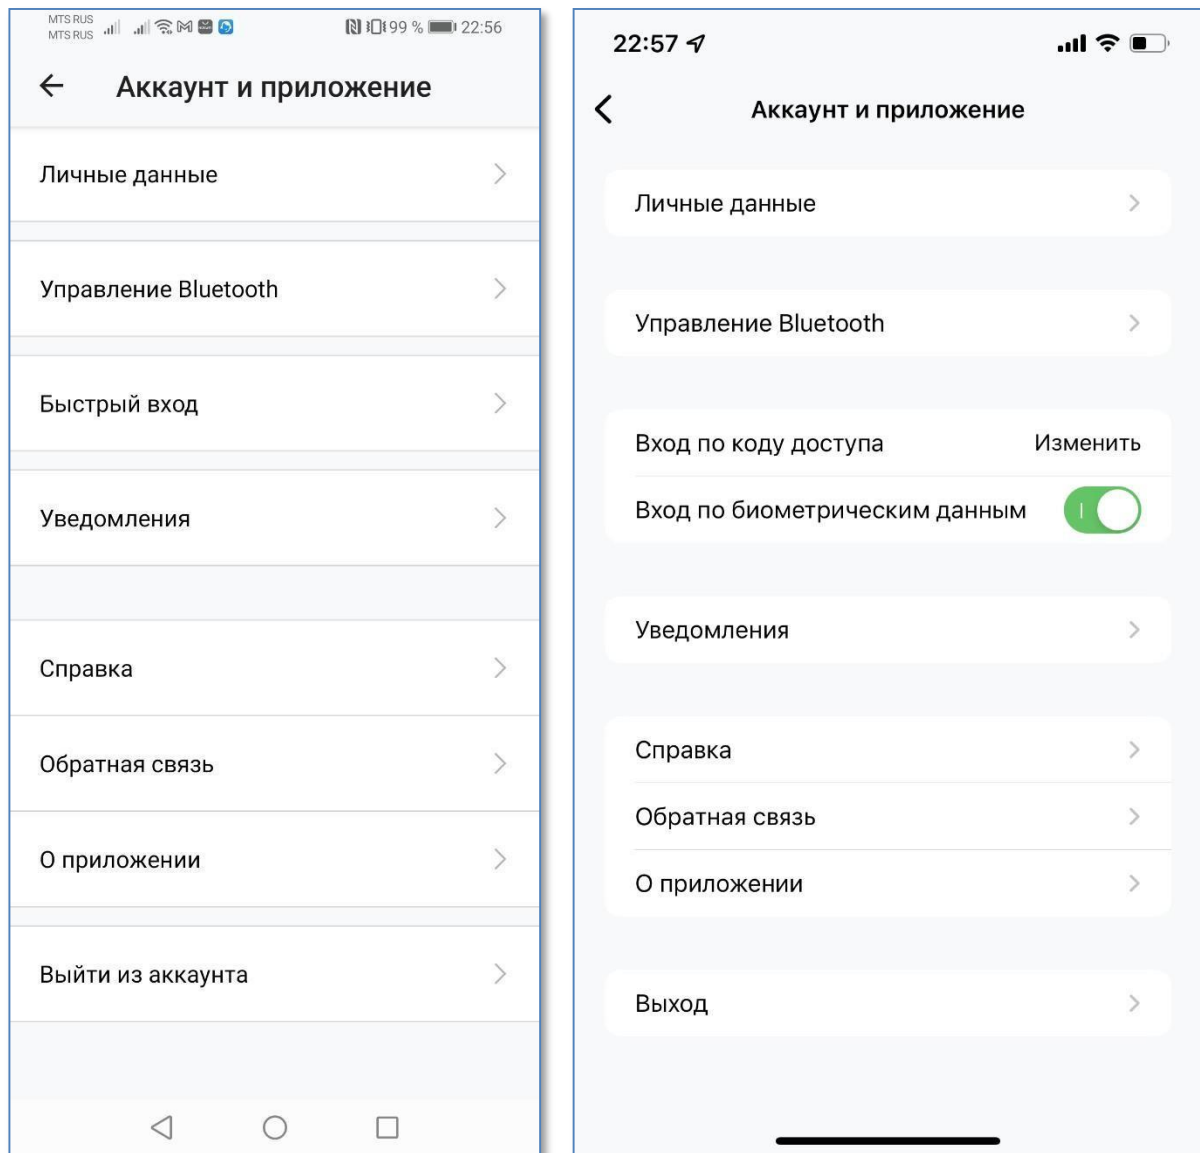 MTS RUS
MTS RUS
99 %
22:56
Аккаунт и приложение
Личные данные
Управление Bluetooth
Быстрый вход
Уведомления
Справка
Обратная связь
О приложении
Выйти из аккаунта
22:57
Аккаунт и приложение
Личные данные
Управление Bluetooth
Вход по коду доступа Изменить
Вход по биометрическим данным
Уведомления
Справка
Обратная связь
О приложении
Выход